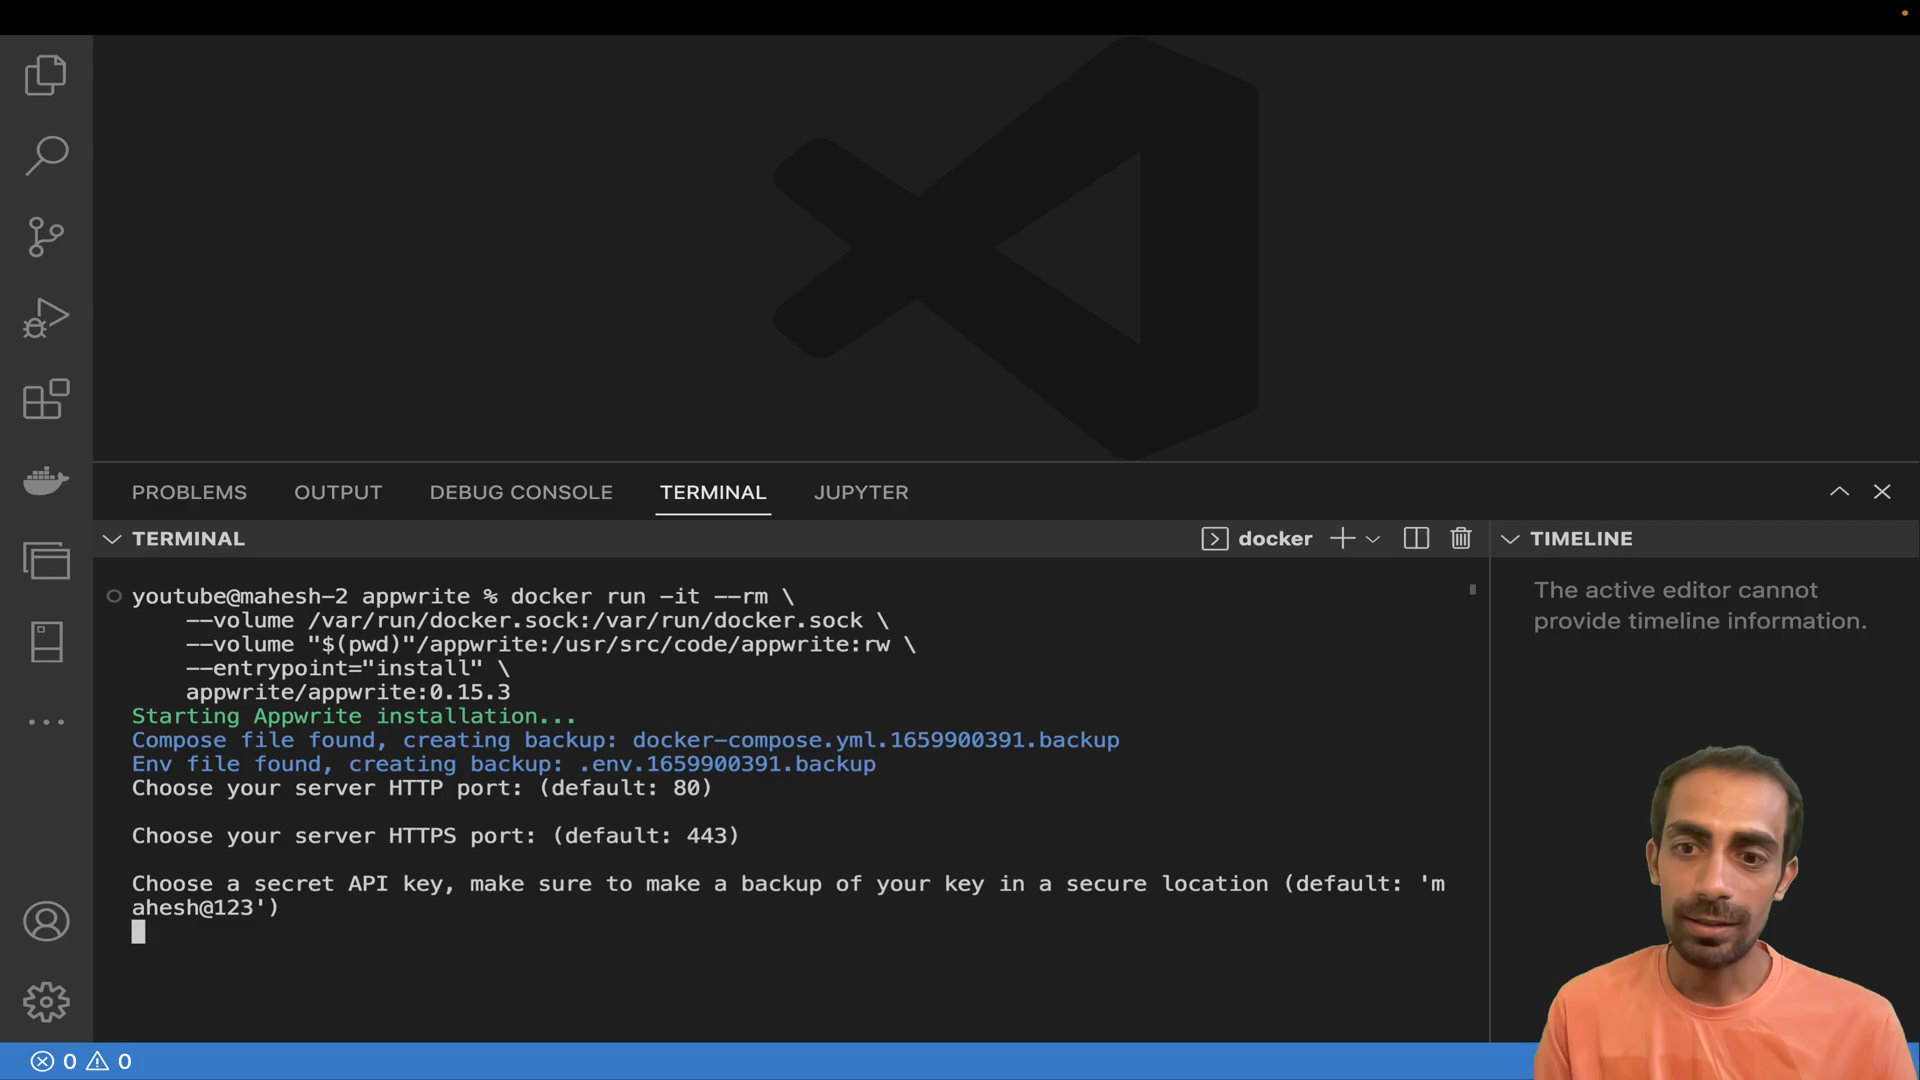 PROBLEMS OUTPUT DEBUG CONSOLE TERMINAL JUPYTER
TERMINAL
docker
TIMELINE
The active editor cannot
provide timeline information.
youtube@mahesh-2 appwrite % docker run -it --rm \
--volume /var/run/docker.sock:/var/run/docker.sock \
--volume "$(pwd)"/appwrite:/usr/src/code/appwrite:rw \
--entrypoint="install" \
appwrite/appwrite:0.15.3
Starting Appwrite installation...
Compose file found, creating backup: docker-compose.yml.1659900391.backup
Env file found, creating backup: .env.1659900391.backup
Choose your server HTTP port: (default: 80)
Choose your server HTTPS port: (default: 443)
Choose a secret API key, make sure to make a backup of your key in a secure location (default: 'm
ahesh@123')
0 0